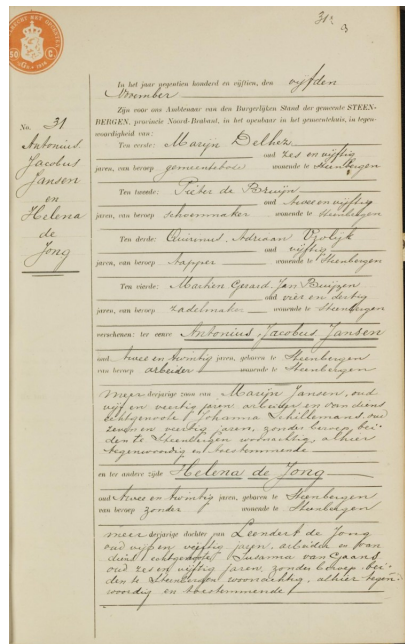 31
In het jaar negentien honderd en vijftien, den vijfden
November
Zijn voor ons Ambtenaar van den Burgerlijken Stand der gemeente STEEN-
BERGEN, provincie Noord-Brabant, in het openbaar in het gemeentehuis, in tegen-
woordigheid van:
No. 31
Antonius
Jacobus
Jansen
en
Helena
de
Jong
Ten eerste: Marijn Delhez
oud zes en vijftig
jaren, van beroep gemeentebode wonende te Steenbergen
Ten tweede: Pieter de Bruijn
oud twee en vijftig
jaren, van beroep schoenmaker wonende te Steenbergen
Ten derde: Quirinus Adriaan
oud vijftig
jaren, van beroep tapper wonende te Steenbergen
Ten vierde: Gerard Jan
oud vier en dertig
jaren, van beroep zadelmaker wonende te Steenbergen
verschenen: ter eenre Antonius Jacobus Jansen
oud twee en twintig jaren, geboren te Steenbergen
van beroep arbeider wonende te Steenbergen
meerderjarige zoon van Marijn Jansen, oud
vijf en veertig jaren arbeider en van diens
echtgenoote Johanna Schillemans, oud
zeven en veertig jaren, zonder beroep, bei-
den te Steenbergen woonachtig, alhier
tegenwoordig en toestemmende
en ter andere zijde Helena de Jong
oud twee en twintig jaren, geboren te Steenbergen
van beroep zonder wonende te Steenbergen
meerderjarige dochter van Leendert de Jong
oud vijf en vijftig jaren, arbeider en van
diens echtgenoote Susanna van Gaans,
oud zes en vijftig jaren, zonder beroep, bei-
den te Steenbergen woonachtig, alhier tegen-
woordig en toestemmende